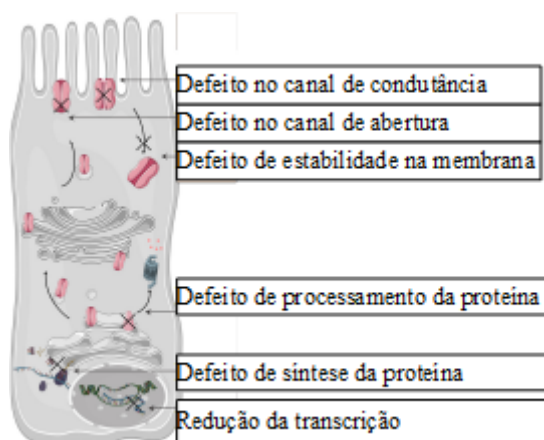 Defeito no canal de condutância
Defeito no canal de abertura
Defeito de estabilidade na membrana
Defeito de processamento da proteína
Defeito de síntese da proteína
Redução da transcrição